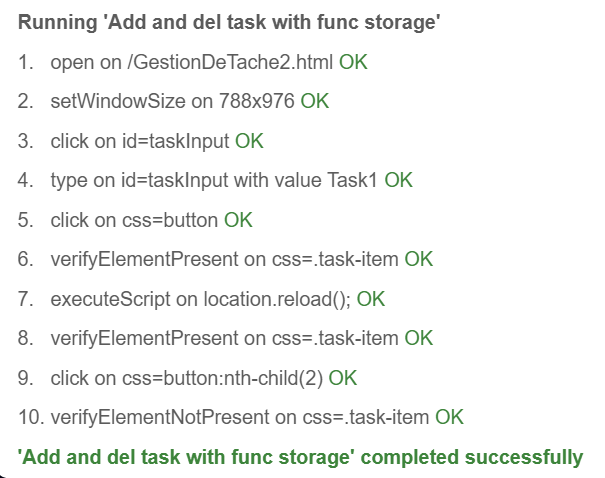 Running 'Add and del task with func storage'
1. open on /GestionDeTache2.html OK
2. setWindowSize on 788x976 OK
3. click on id=taskInput OK
4. type on id=taskInput with value Task1 OK
5. click on css=button OK
6. verifyElementPresent on css=.task-item OK
7. executeScript on location.reload(); OK
8. verifyElementPresent on css=.task-item OK
9. click on css=button:nth-child(2) OK
10. verifyElementNotPresent on css=.task-item OK
'Add and del task with func storage' completed successfully